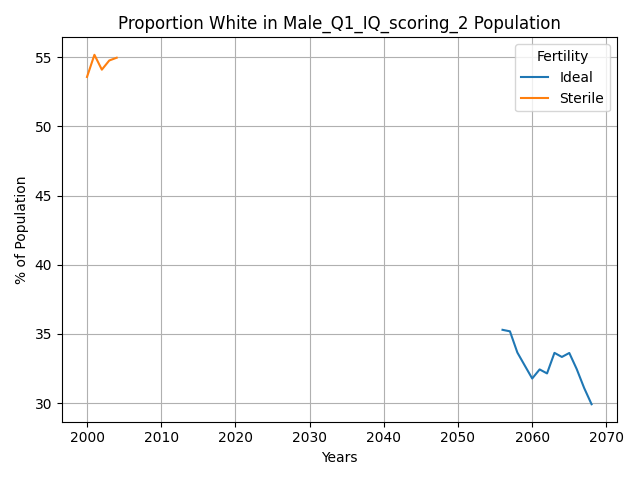 Proportion White in Male_Q1_IQ_scoring_2 Population
55
50
45
40
35
30
% of Population
Fertility
Ideal
Sterile
2000 2010 2020 2030 2040 2050 2060 2070
Years